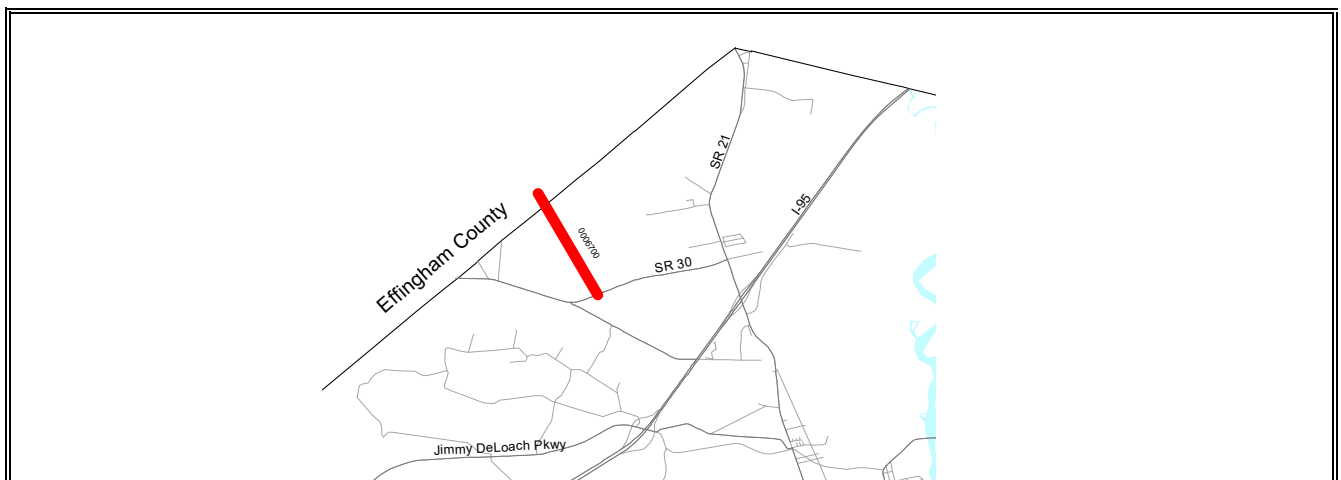 SR 21
I-95
Effingham County
0006700
SR 30
Jimmy DeLoach Pkwy